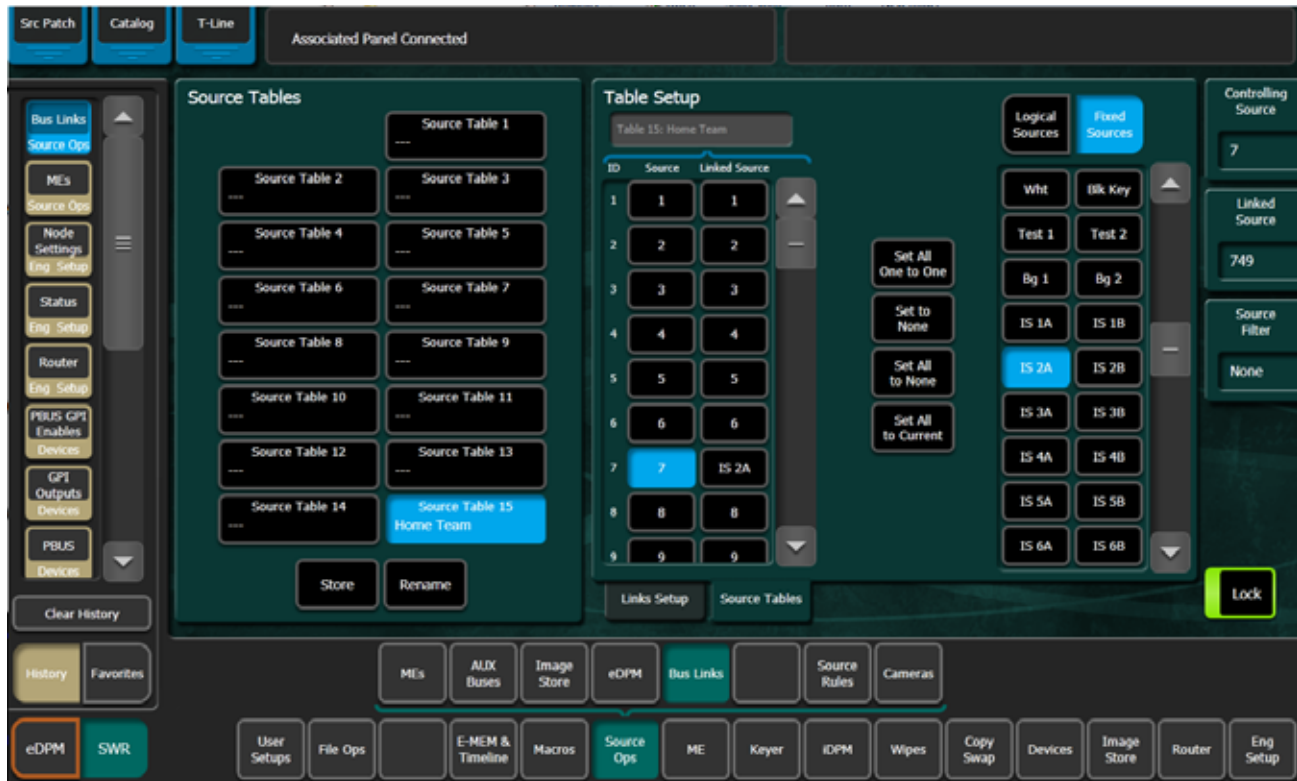 Src Patch
Catalog
T-Line
Associated Panel Connected
Bus Links
Source Ops
MEs
Source Ops
Node
Settings
Eng Setup
Status
Eng Setup
Router
Eng Setup
PBUS GPI
Enables
Devices
GPI
Outputs
Devices
PBUS
Devices
Clear History
History
Favorites
Source Tables
Source Table 1
---
Source Table 2
---
Source Table 3
---
Source Table 4
---
Source Table 5
---
Source Table 6
---
Source Table 7
---
Source Table 8
---
Source Table 9
---
Source Table 10
---
Source Table 11
---
Source Table 12
---
Source Table 13
---
Source Table 14
---
Source Table 15
Home Team
Store
Rename
Table Setup
Table 15: Home Team
ID Source Linked Source
1 1 1
2 2 2
3 3 3
4 4 4
5 5 5
6 6 6
7 7 IS 2A
8 8 8
9 9 9
Set All
One to One
Set to
None
Set All
to None
Set All
to Current
Logical
Sources
Fixed
Sources
Wht Blk Key
Test 1 Test 2
Bg 1 Bg 2
IS 1A IS 1B
IS 2A IS 2B
IS 3A IS 3B
IS 4A IS 4B
IS 5A IS 5B
IS 6A IS 6B
Links Setup
Source Tables
Controlling
Source
7
Linked
Source
749
Source
Filter
None
Lock
MEs
AUX
Buses
Image
Store
eDPM
Bus Links
Source
Rules
Cameras
eDPM
SWR
User
Setups
File Ops
E-MEM &
Timeline
Macros
Source
Ops
ME
Keyer
iDPM
Wipes
Copy
Swap
Devices
Image
Store
Router
Eng
Setup